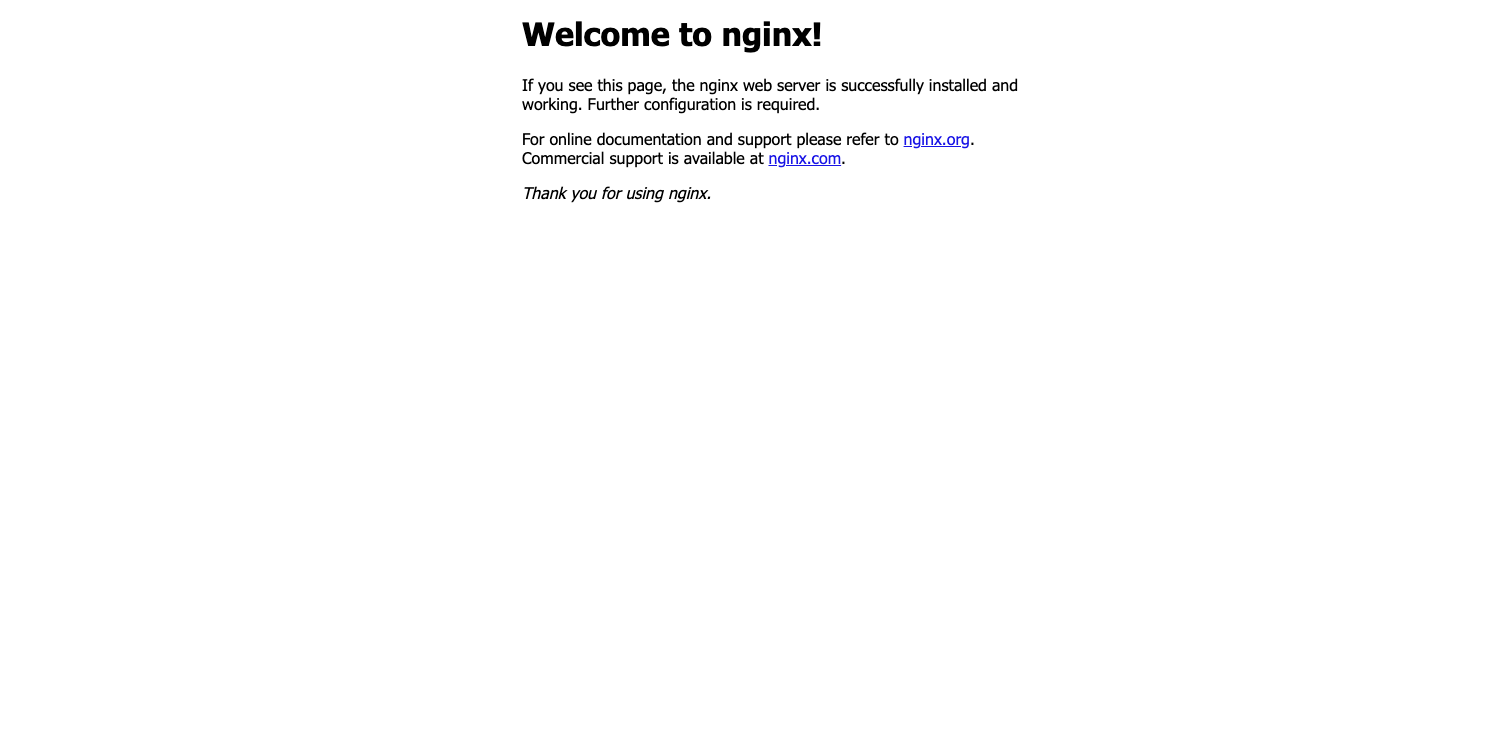 Welcome to nginx!
If you see this page, the nginx web server is successfully installed and
working. Further configuration is required.
For online documentation and support please refer to nginx.org.
Commercial support is available at nginx.com.
Thank you for using nginx.